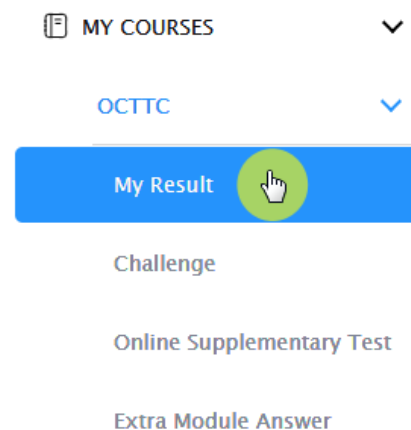 MY COURSES
OCTTC
My Result
Challenge
Online Supplementary Test
Extra Module Answer